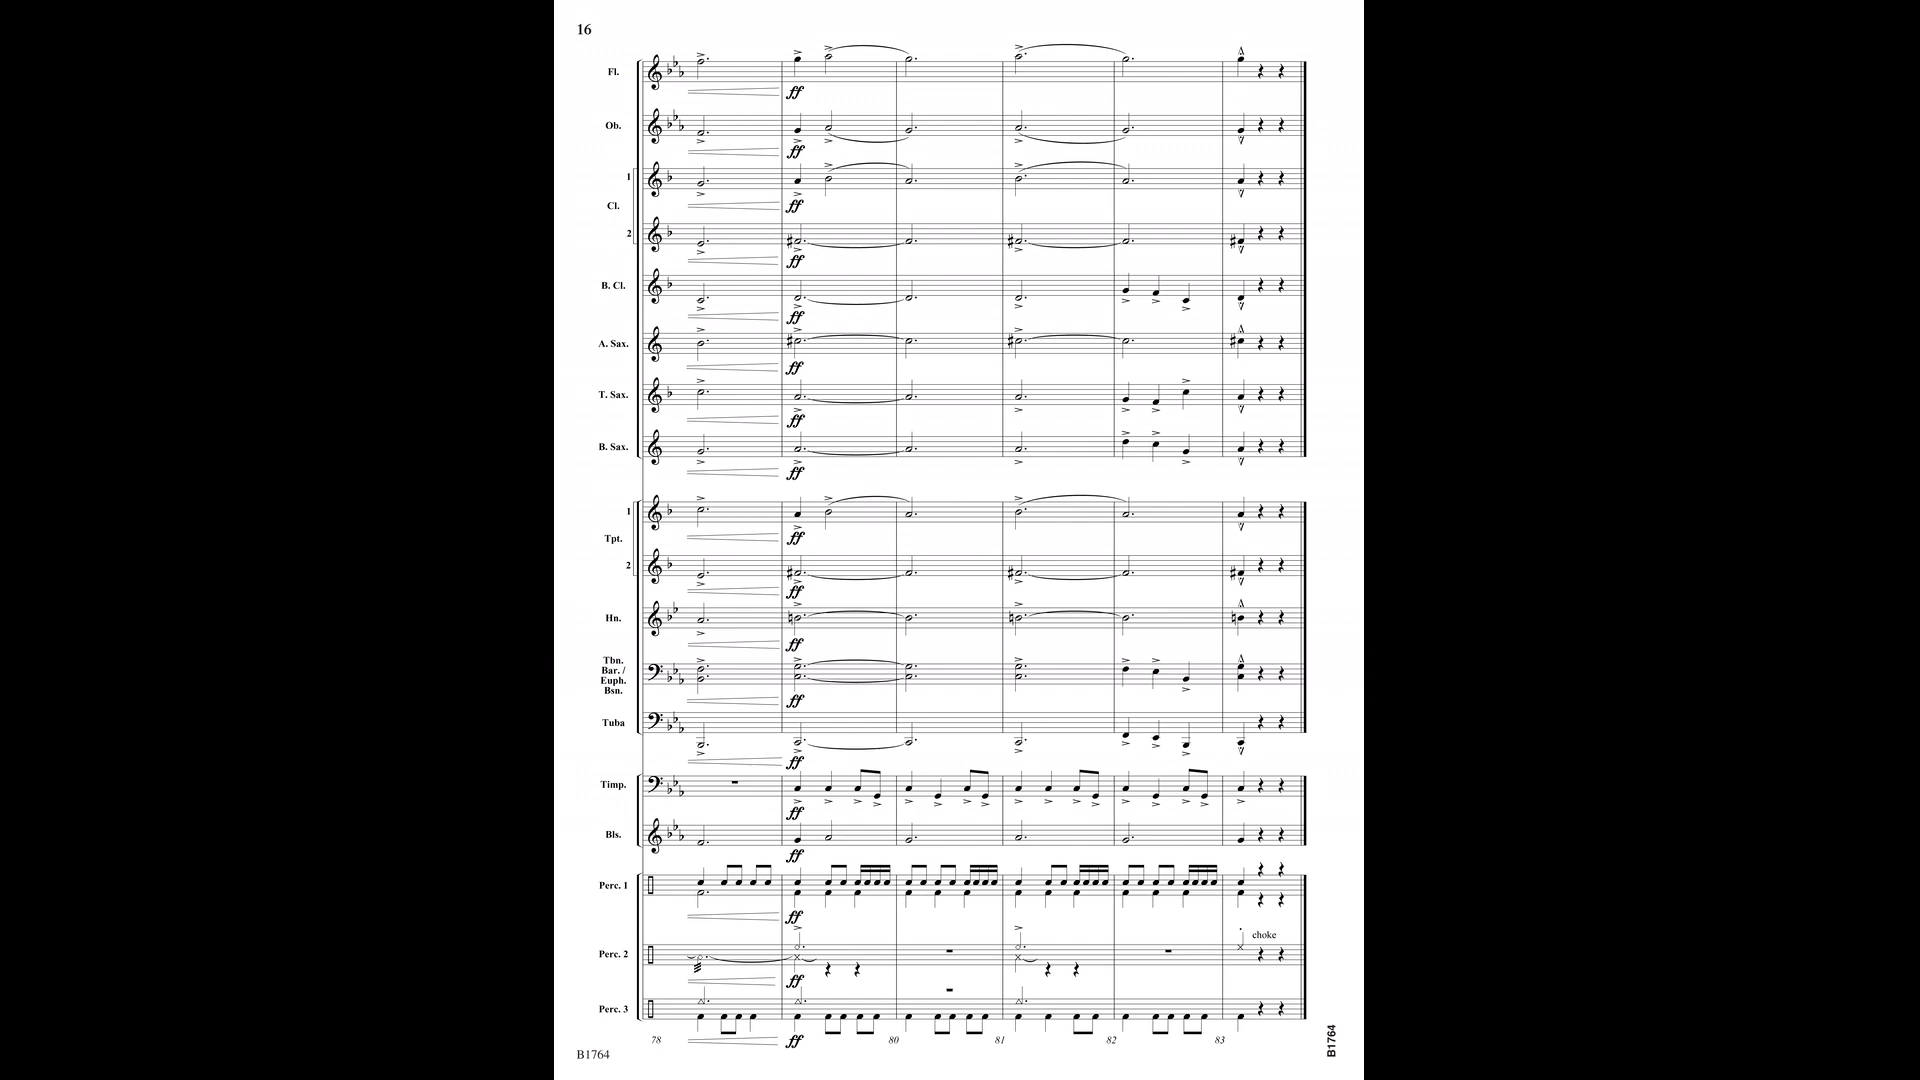 16
Fl.
ff
Ob.
ff
1
Cl.
ff
2
ff
B. Cl.
ff
A. Sax.
ff
T. Sax.
ff
B. Sax.
ff
1
Tpt.
ff
2
ff
Hn.
ff
Tbn.
Bar. /
Euph.
Bsn.
ff
Tuba
ff
Timp.
ff
Bls.
ff
Perc. 1
ff
choke
Perc. 2
ff
Perc. 3
ff
78 80 81 82 83
B1764
B1764